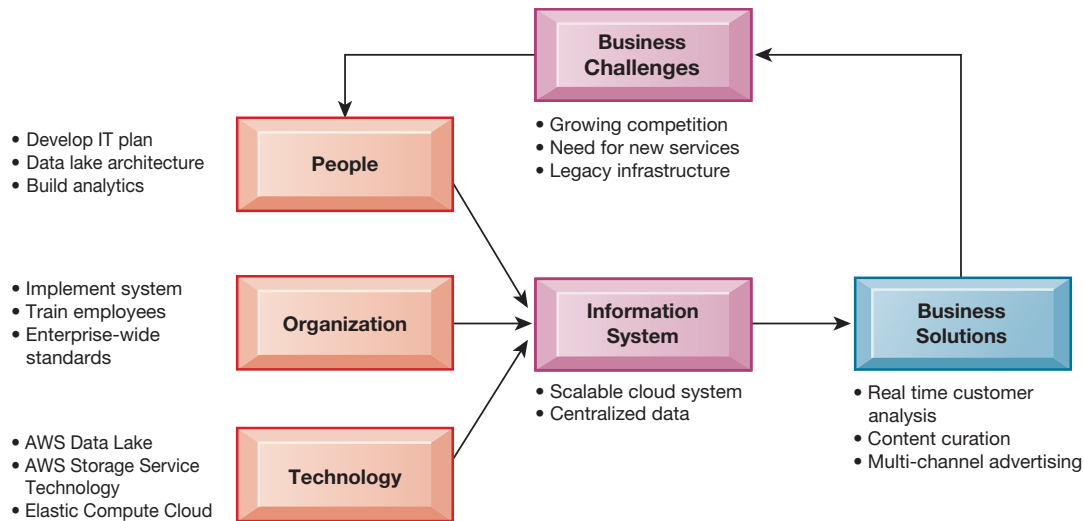 Business
Challenges
• Growing competition
• Need for new services
• Legacy infrastructure
• Develop IT plan
• Data lake architecture
• Build analytics
People
• Implement system
• Train employees
• Enterprise-wide
standards
Organization
Information
System
• Scalable cloud system
• Centralized data
Business
Solutions
• Real time customer
analysis
• Content curation
• Multi-channel advertising
• AWS Data Lake
• AWS Storage Service
Technology
• Elastic Compute Cloud
Technology